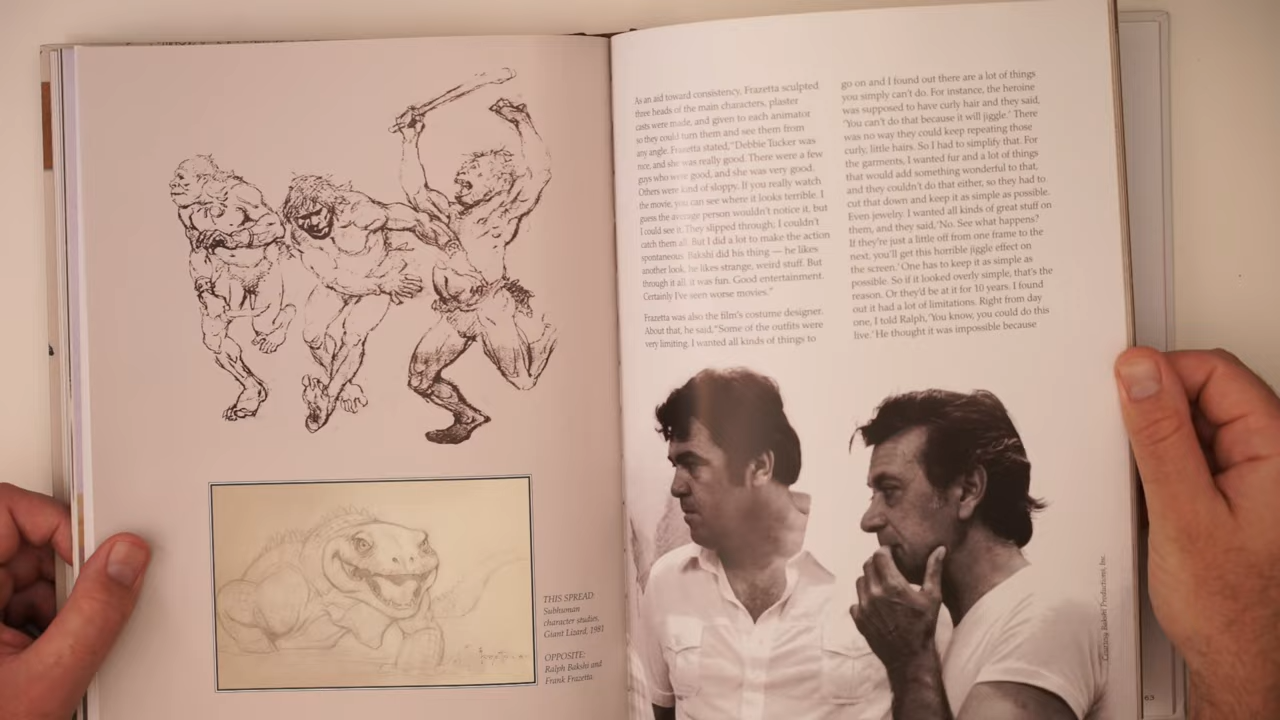 THIS SPREAD
Subhuman
character studies,
Giant Lizard, 1981
OPPOSITE:
Ralph Bakshi and
Frank Frazetta.
As an aid toward consistency, Frazetta sculpted
three heads of the main characters, plaster
casts were made, and given to each animator
so they could turn them and see them from
any angle. Frazetta stated, "Debbie Tucker was
nice, and she was really good. There were a few
guys who were good, and she was very good.
Others were kind of sloppy. If you really watch
the movie, you can see where it looks terrible. I
guess the average person wouldn't notice it, but
I could see it. They slipped through; I couldn't
catch them all. But I did a lot to make the action
spontaneous. Bakshi did his thing — he likes
another look, he likes strange, weird stuff. But
through it all, it was fun. Good entertainment.
Certainly I've seen worse movies."
Frazetta was also the film's costume designer.
About that, he said, "Some of the outfits were
very limiting. I wanted all kinds of things to
go on and I found out there are a lot of things
you simply can't do. For instance, the heroine
was supposed to have curly hair and they said,
'You can't do that because it will jiggle.' There
was no way they could keep repeating those
curly, little hairs. So I had to simplify that. For
the garments, I wanted fur and a lot of things
that would add something wonderful to that,
and they couldn't do that either, so they had to
cut that down and keep it as simple as possible.
Even jewelry. I wanted all kinds of great stuff on
them, and they said, 'No. See what happens?
If they're just a little off from one frame to the
next, you'll get this horrible jiggle effect on
the screen.' One has to keep it as simple as
possible. So if it looked overly simple, that's the
reason. Or they'd be at it for 10 years. I found
out it had a lot of limitations. Right from day
one, I told Ralph, 'You know, you could do this
live.' He thought it was impossible because
Courtesy Bakshi Productions, Inc.
63